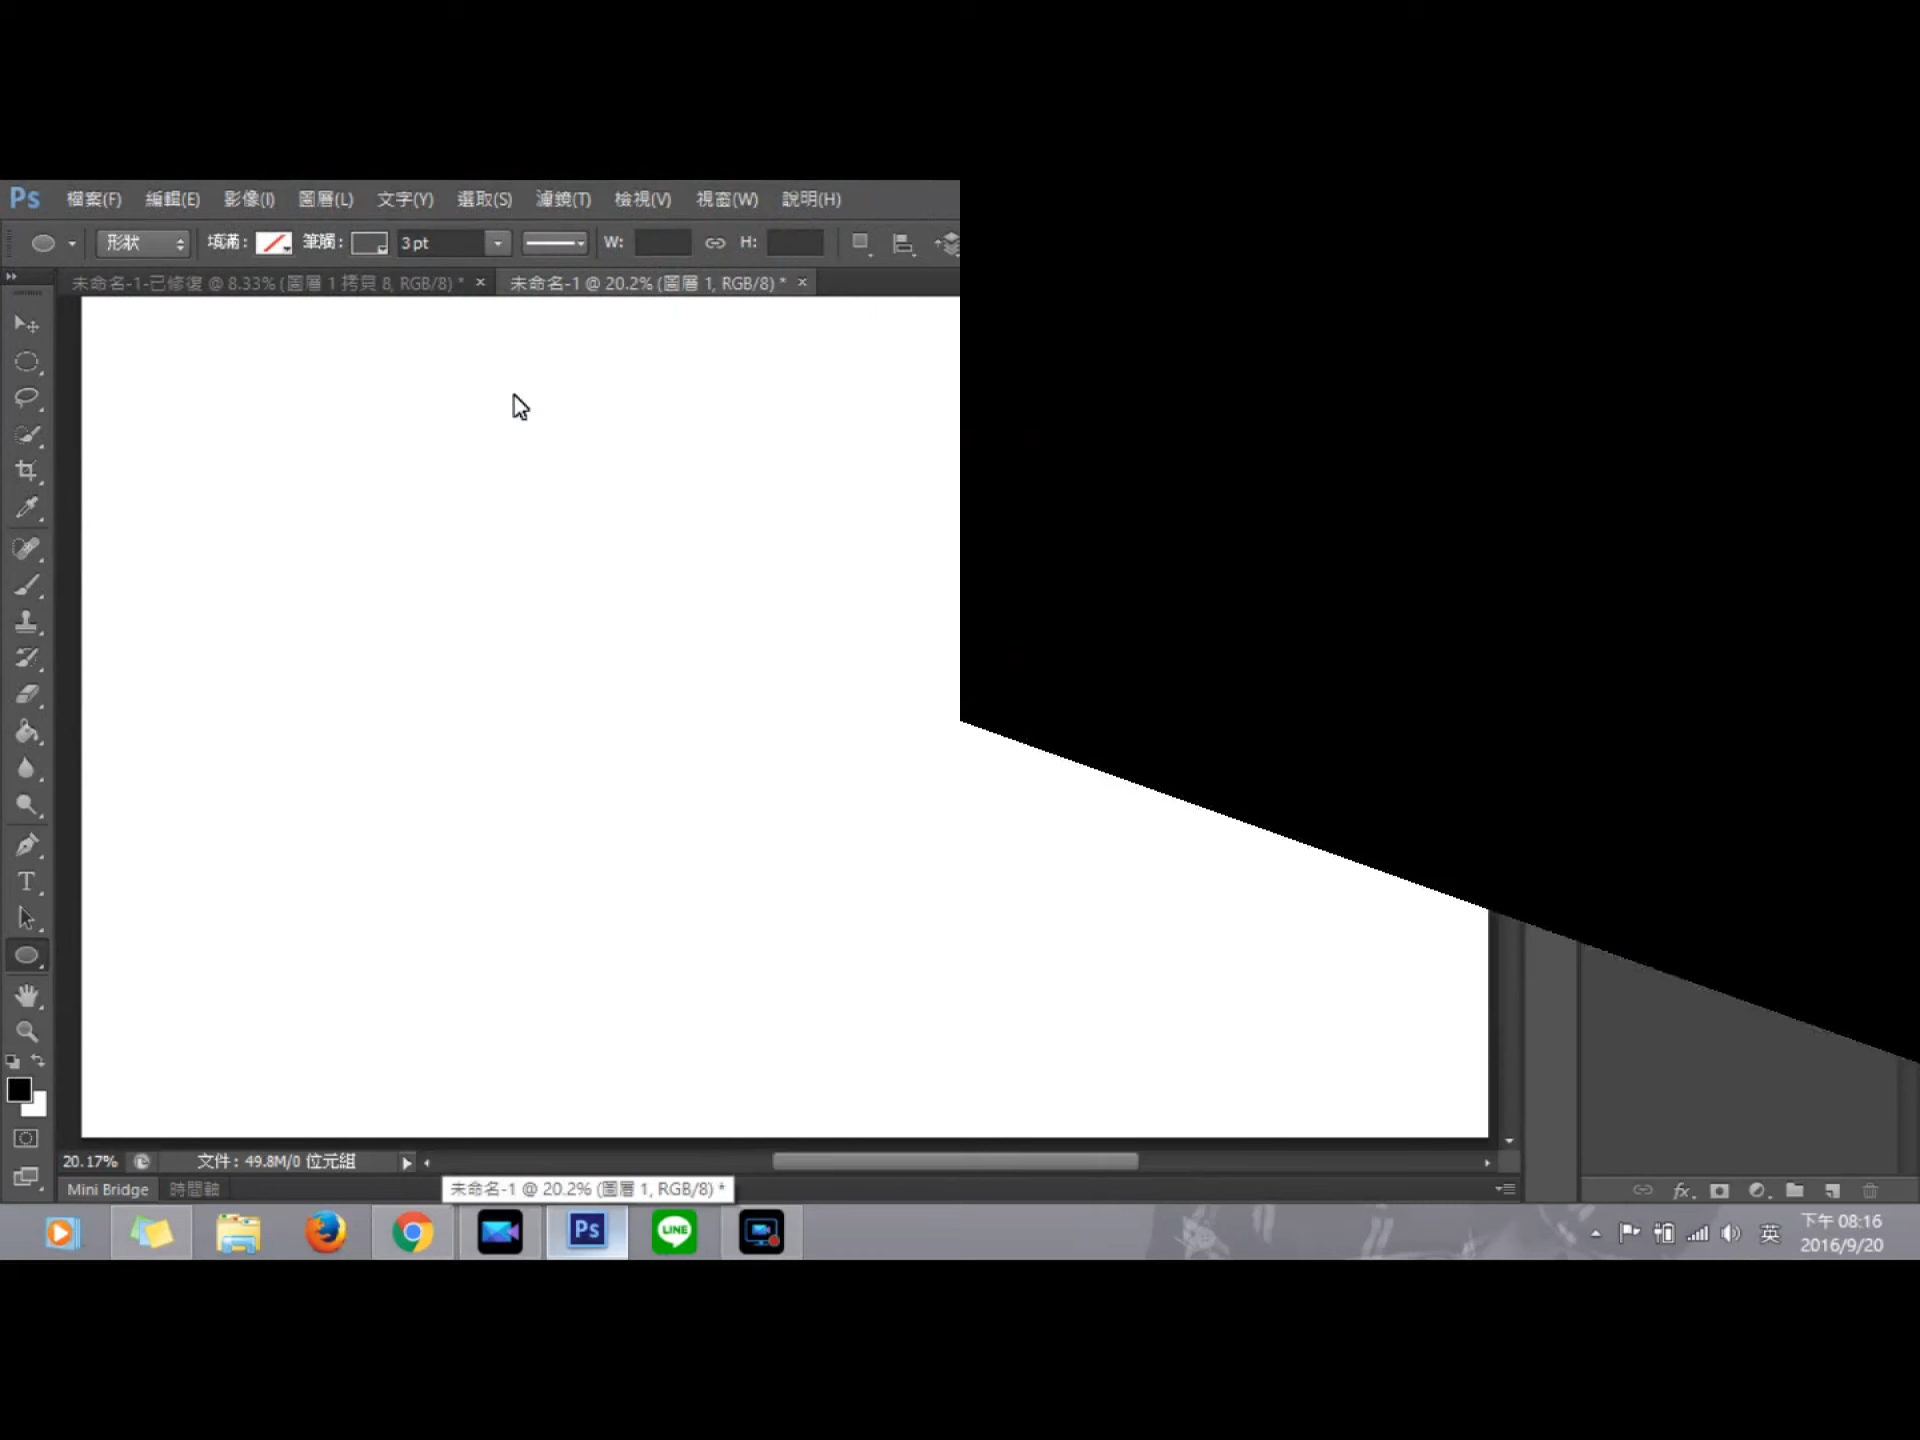 Ps 檔案(F) 編輯(E) 影像(I) 圖層(L) 文字(Y) 選取(S) 濾鏡(T) 檢視(V) 視窗(W) 說明(H)
形狀 填滿: 筆觸: 3 pt W: H:
未命名-1-已修復 @ 8.33% (圖層 1 拷貝 8, RGB/8) * × 未命名-1 @ 20.2% (圖層 1, RGB/8) * ×
20.17% 文件: 49.8M/0 位元組
Mini Bridge 時間軸 未命名-1 @ 20.2% (圖層 1, RGB/8) *
fx
Ps LINE 英 下午 08:16
2016/9/20